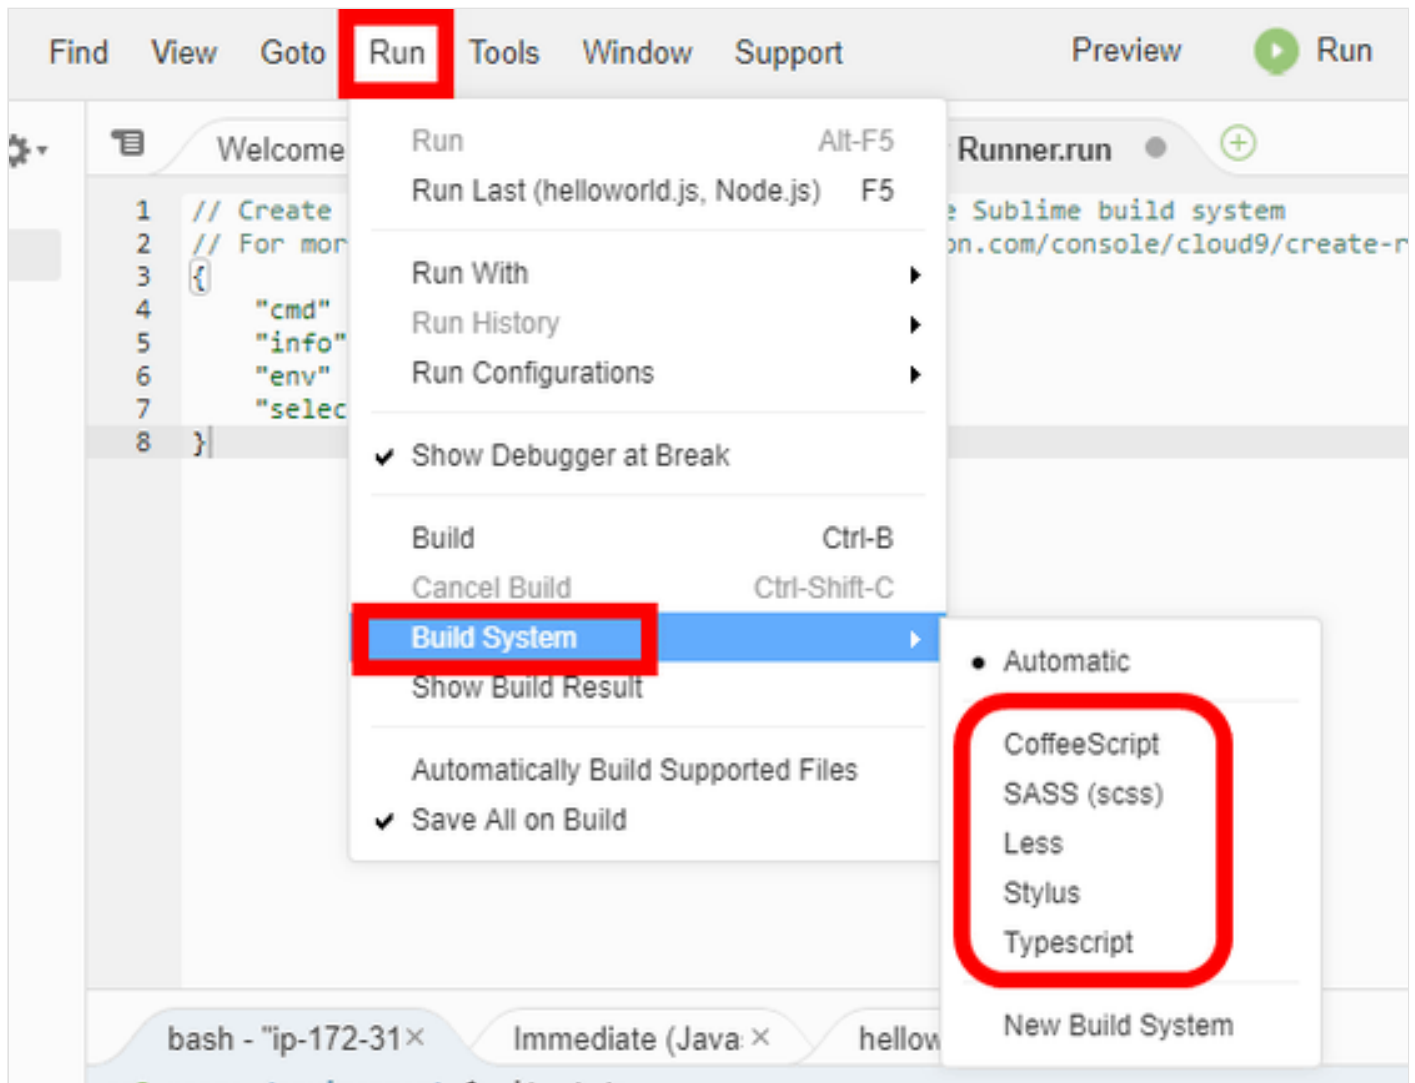 Find View Goto Run Tools Window Support Preview Run
Welcome
Runner.run
Run Alt-F5
Run Last (helloworld.js, Node.js) F5
Run With
Run History
Run Configurations
Show Debugger at Break
Build Ctrl-B
Cancel Build Ctrl-Shift-C
Build System
Show Build Result
Automatically Build Supported Files
Save All on Build
Automatic
CoffeeScript
SASS (scss)
Less
Stylus
Typescript
New Build System
1 // Create e Sublime build system
2 // For mor on.com/console/cloud9/create-r
3 {
4 "cmd"
5 "info"
6 "env"
7 "selec
8 }
bash - "ip-172-31 Immediate (Java hellow